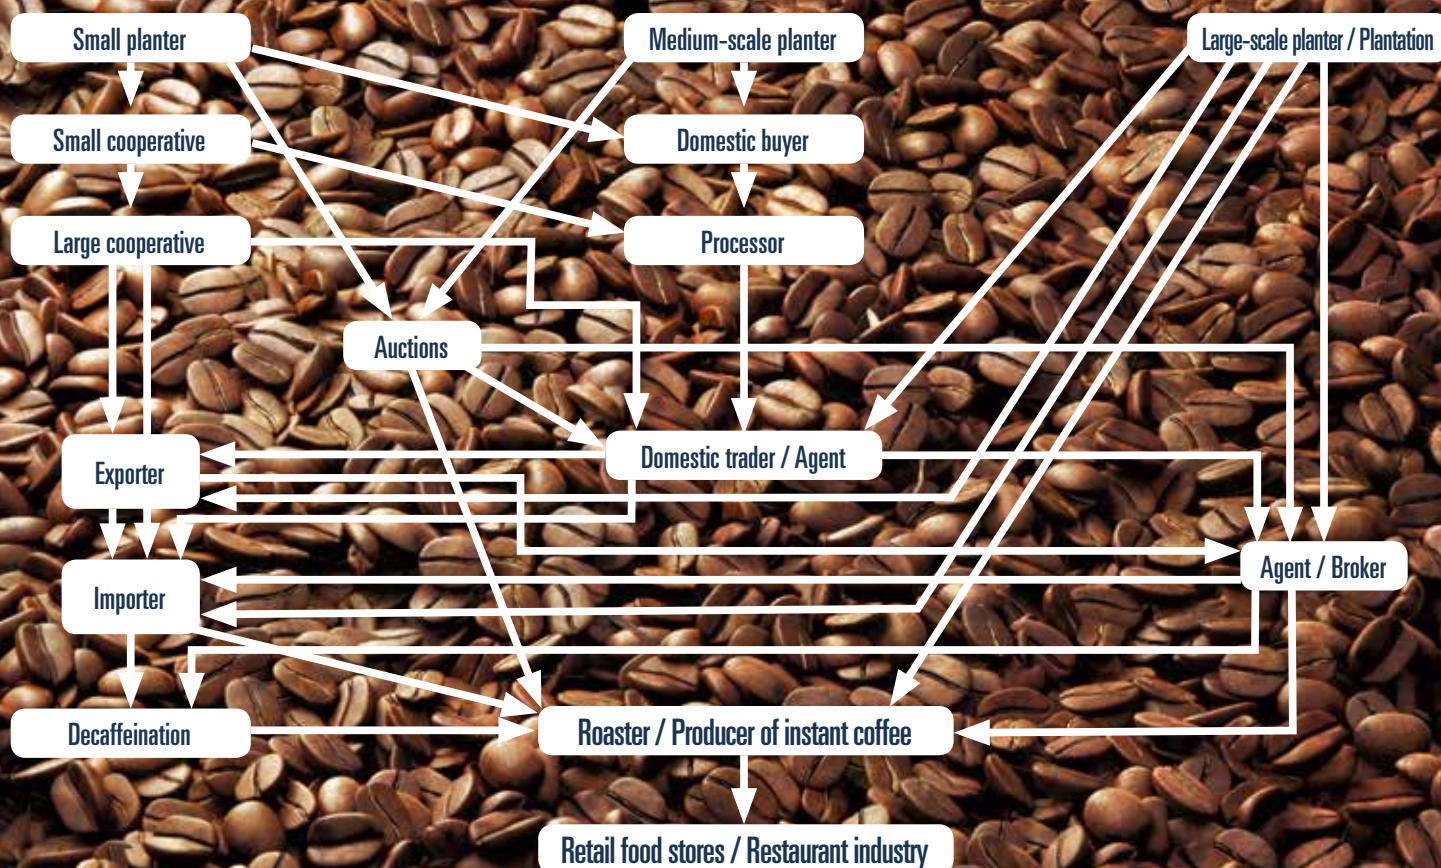 Small planter
Medium-scale planter
Large-scale planter / Plantation
Small cooperative
Domestic buyer
Large cooperative
Processor
Auctions
Exporter
Domestic trader / Agent
Importer
Agent / Broker
Decaffeination
Roaster / Producer of instant coffee
Retail food stores / Restaurant industry